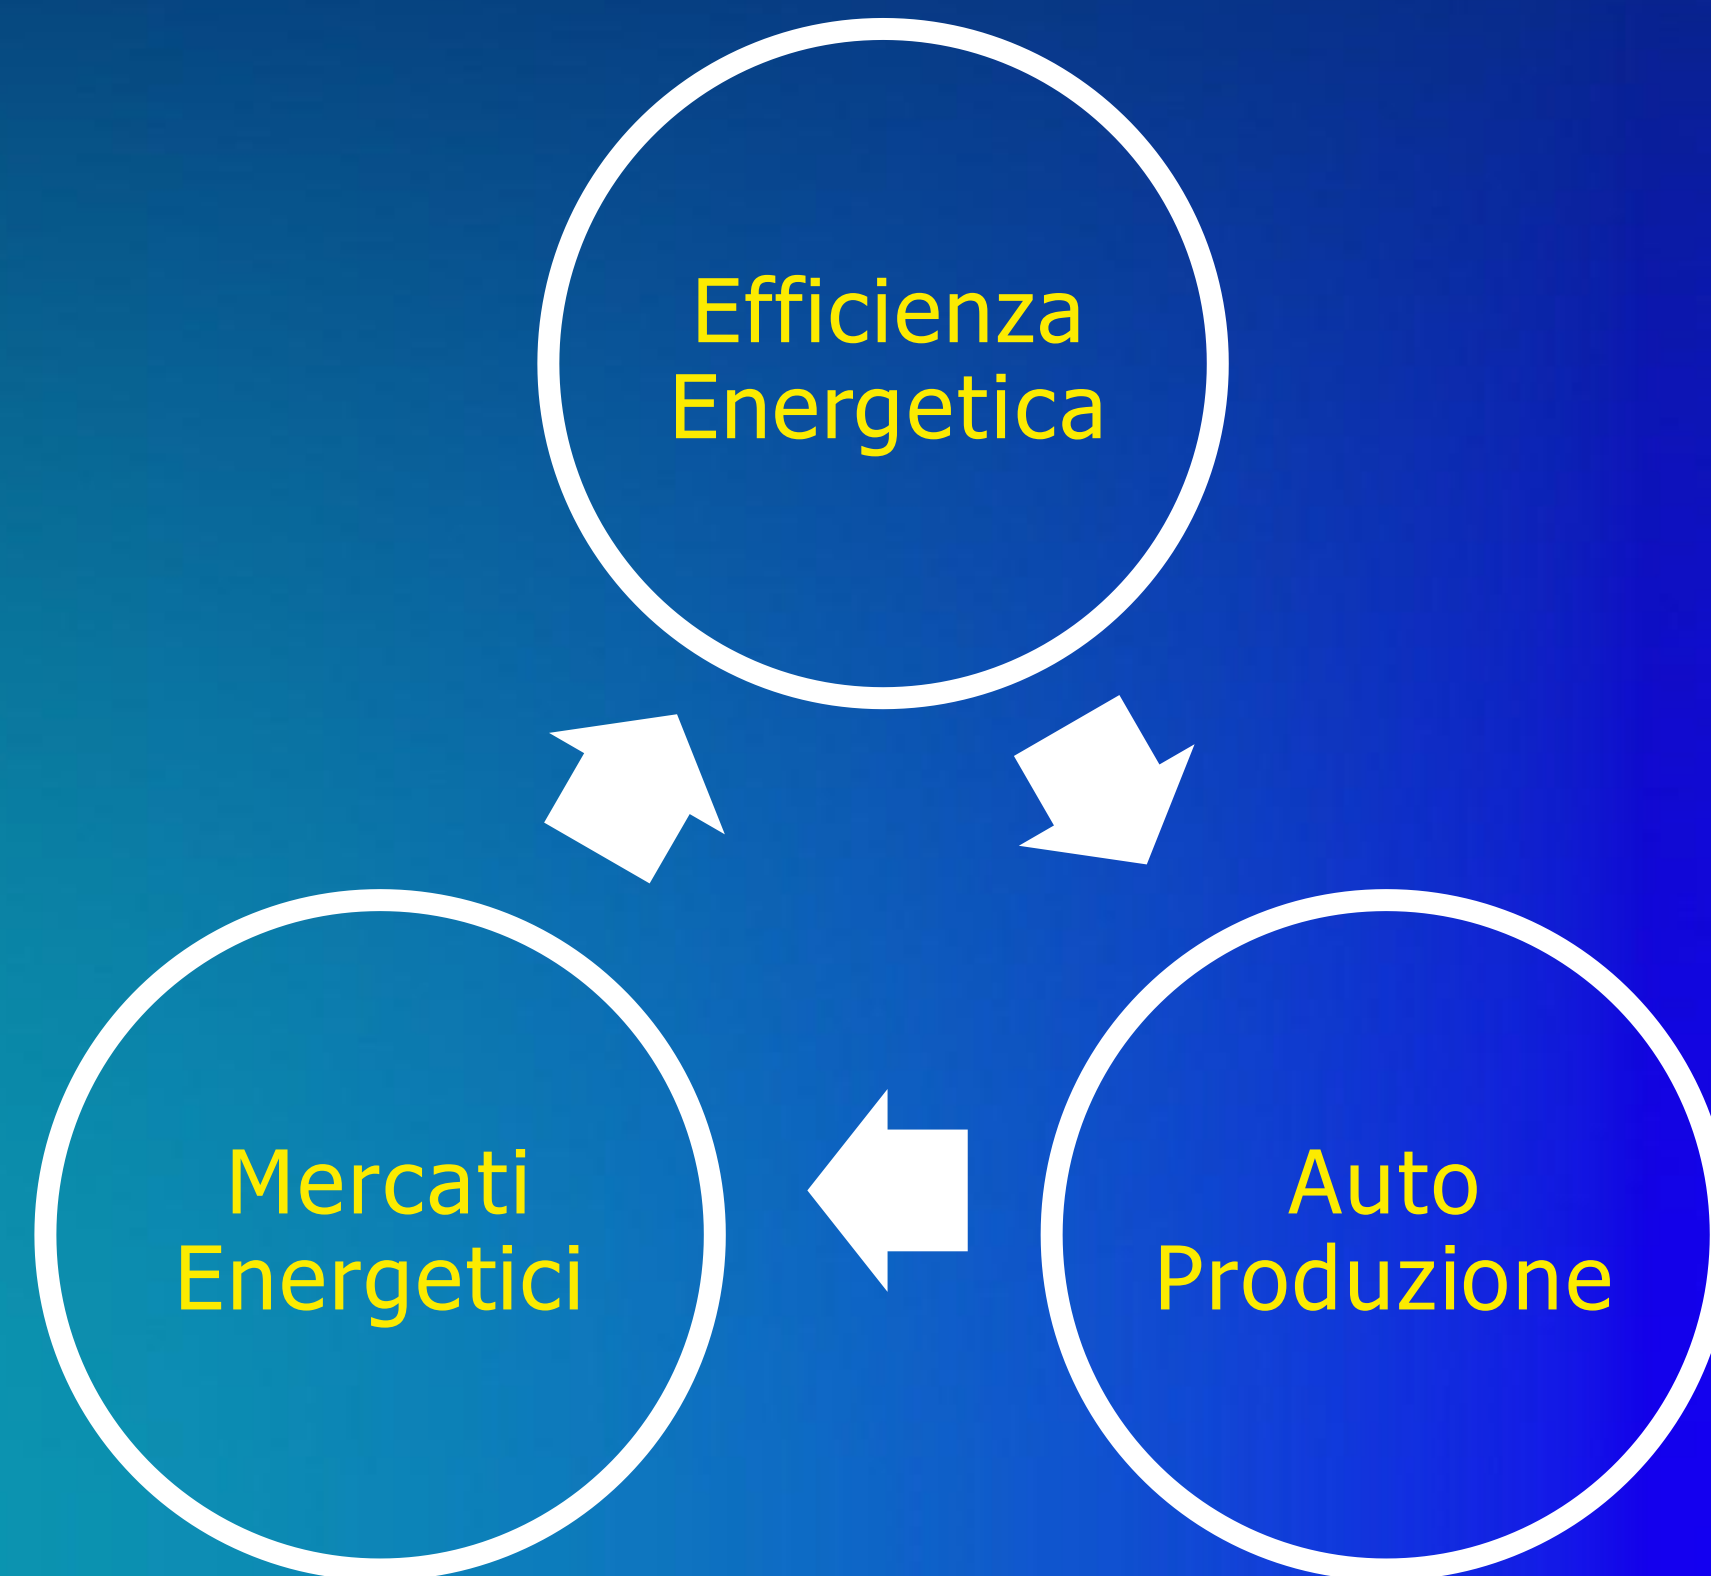 Efficienza
Energetica
Mercati
Energetici
Auto
Produzione